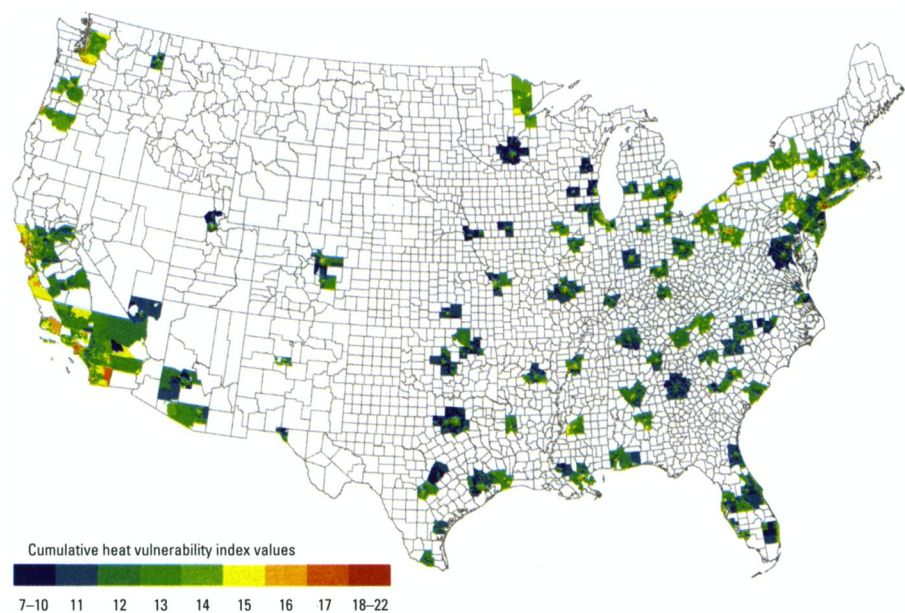 Cumulative heat vulnerability index values
7–10 11 12 13 14 15 16 17 18–22